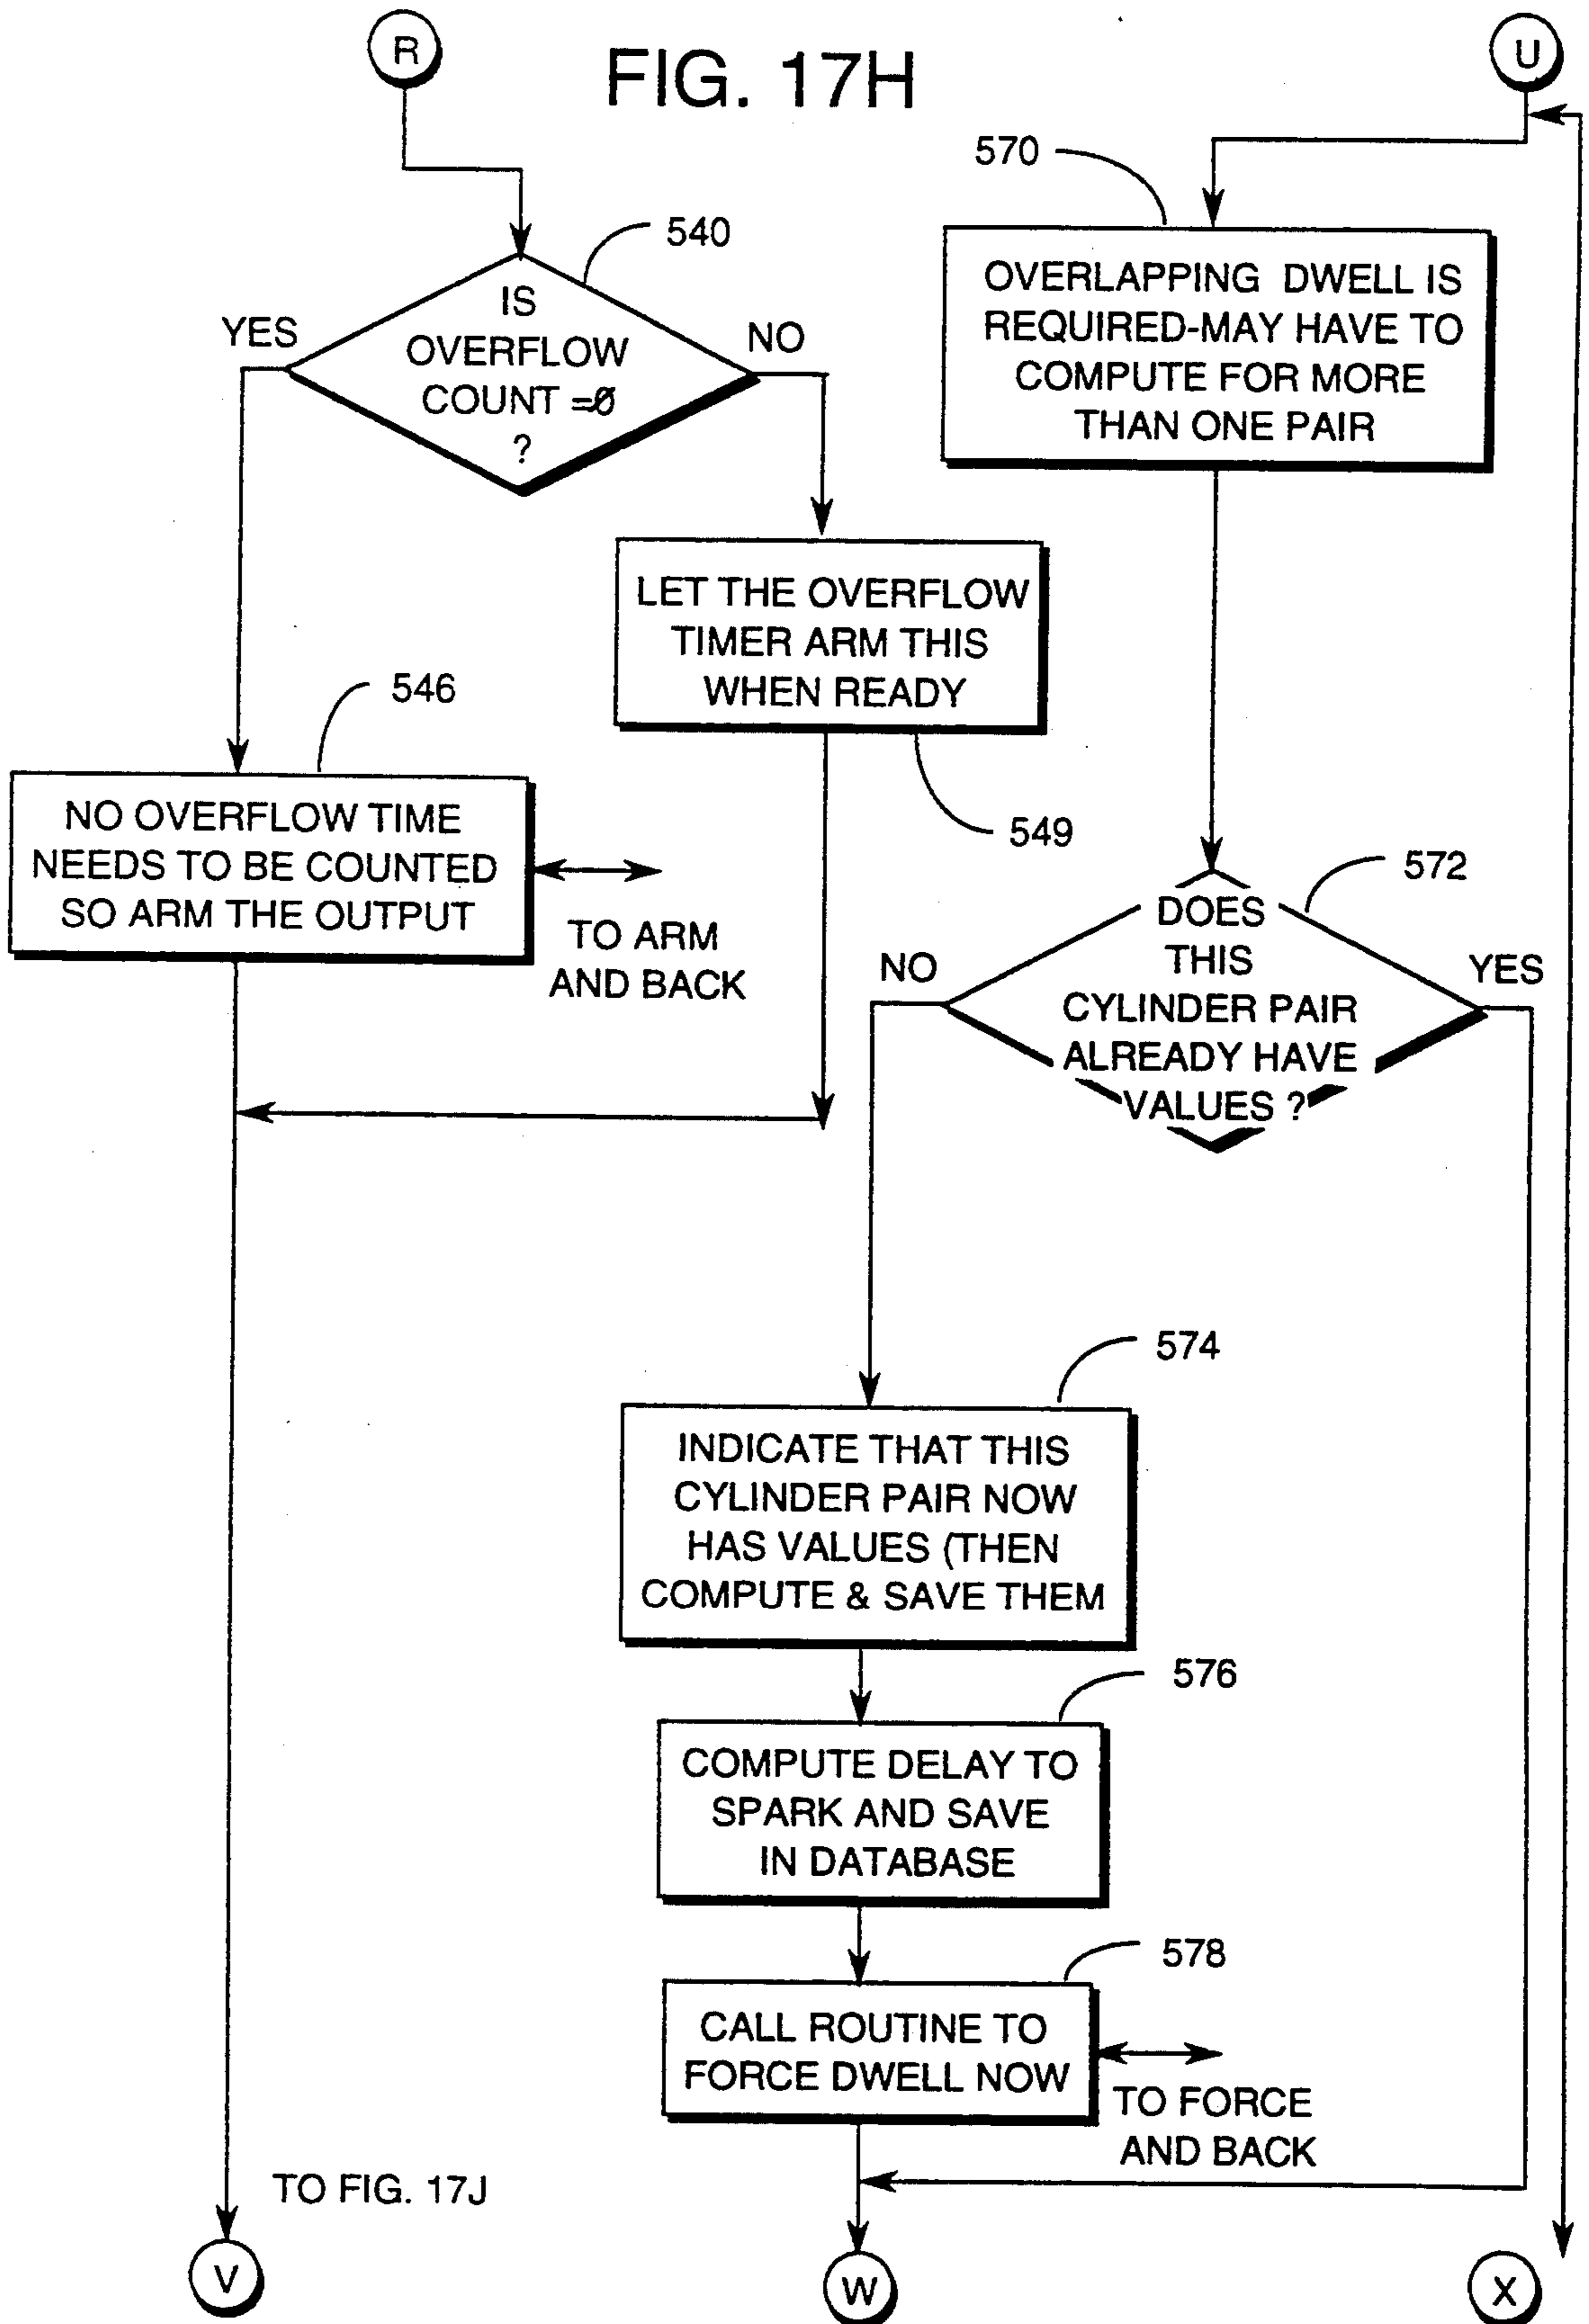 R
FIG. 17H
U
570
540
IS
OVERFLOW
COUNT =Ø
?
YES
NO
OVERLAPPING DWELL IS
REQUIRED-MAY HAVE TO
COMPUTE FOR MORE
THAN ONE PAIR
LET THE OVERFLOW
TIMER ARM THIS
WHEN READY
549
546
NO OVERFLOW TIME
NEEDS TO BE COUNTED
SO ARM THE OUTPUT
TO ARM
AND BACK
572
DOES
THIS
CYLINDER PAIR
ALREADY HAVE
VALUES ?
NO
YES
574
INDICATE THAT THIS
CYLINDER PAIR NOW
HAS VALUES (THEN
COMPUTE & SAVE THEM
576
COMPUTE DELAY TO
SPARK AND SAVE
IN DATABASE
578
CALL ROUTINE TO
FORCE DWELL NOW
TO FORCE
AND BACK
TO FIG. 17J
V
W
X